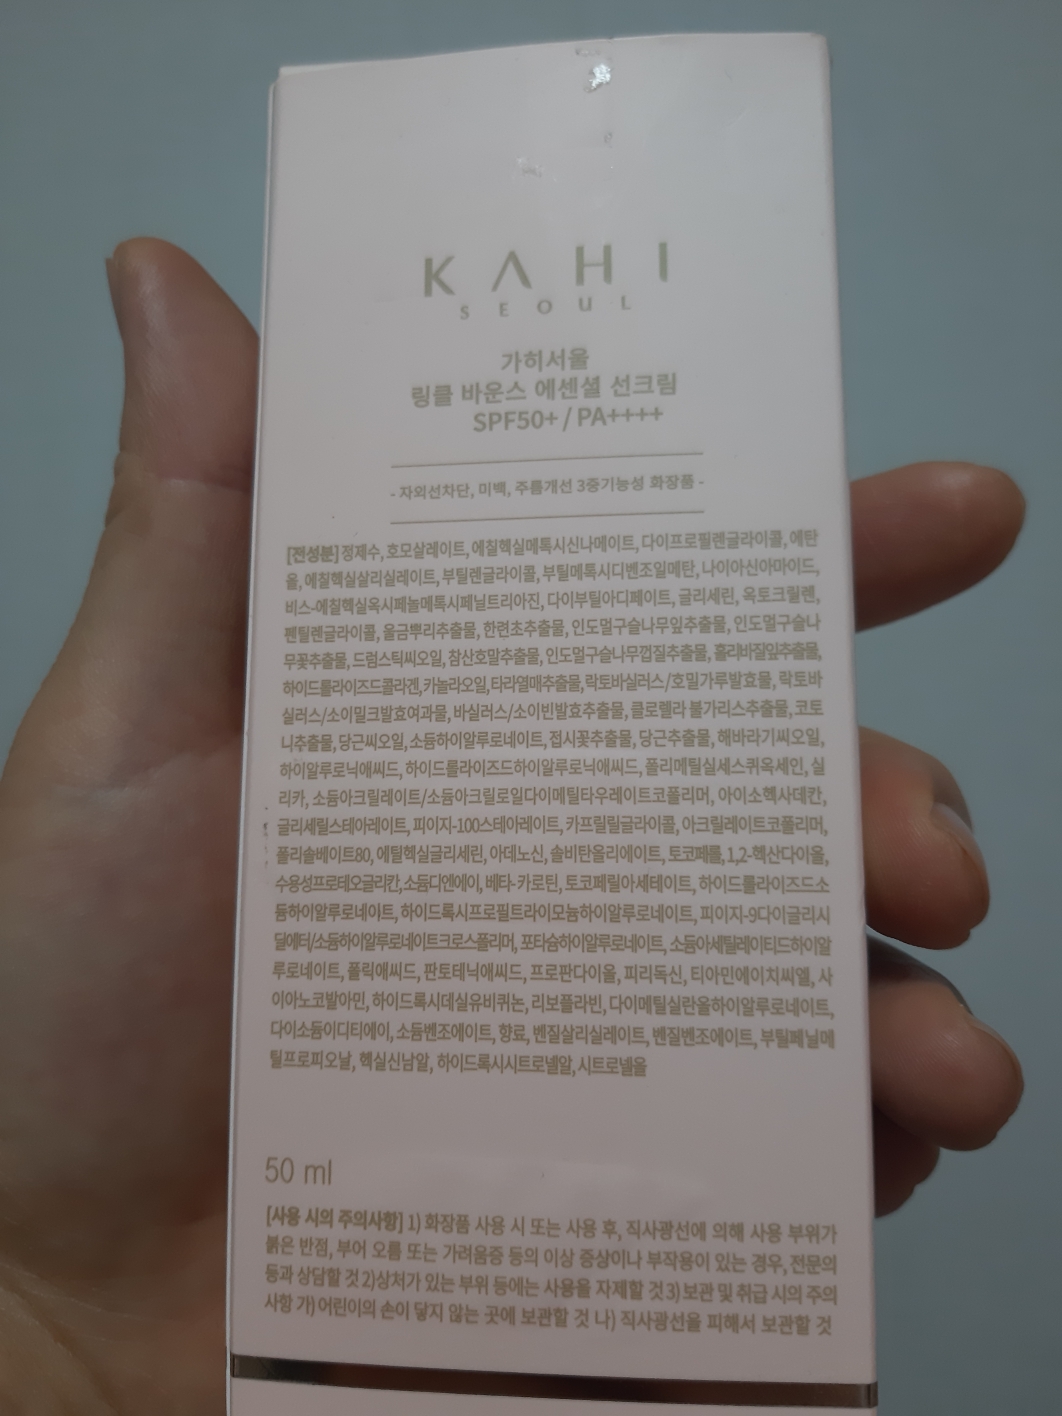 KAHI
SEOUL
가히서울
링클 바운스 에센셜 선크림
SPF50+ / PA++++
- 자외선차단, 미백, 주름개선 3중기능성 화장품 -
[전성분] 정제수, 호모살레이트, 에칠헥실메톡시신나메이트, 다이프로필렌글라이콜, 에탄
올, 에칠헥실살리실레이트, 부틸렌글라이콜, 부틸메톡시디벤조일메탄, 나이아신아마이드,
비스-에칠헥실옥시페놀메톡시페닐트리아진, 다이부틸아디페이트, 글리세린, 옥토크릴렌,
펜틸렌글라이콜, 울금뿌리추출물, 한련초추출물, 인도멀구슬나무잎추출물, 인도멀구슬나
무꽃추출물, 드럼스틱씨오일, 참산호말추출물, 인도멀구슬나무껍질추출물, 홀리바질잎추출물,
하이드롤라이즈드콜라겐, 카놀라오일, 타라열매추출물, 락토바실러스/호밀가루발효물, 락토바
실러스/소이밀크발효여과물, 바실러스/소이빈발효추출물, 클로렐라 불가리스추출물, 코토
니추출물, 당근씨오일, 소듐하이알루로네이트, 접시꽃추출물, 당근추출물, 해바라기씨오일,
하이알루로닉애씨드, 하이드롤라이즈드하이알루로닉애씨드, 폴리메틸실세스퀴옥세인, 실
리카, 소듐아크릴레이트/소듐아크릴로일다이메틸타우레이트코폴리머, 아이소헥사데칸,
글리세릴스테아레이트, 피이지-100스테아레이트, 카프릴릴글라이콜, 아크릴레이트코폴리머,
폴리솔베이트80, 에틸헥실글리세린, 아데노신, 솔비탄올리에이트, 토코페롤, 1,2-헥산다이올,
수용성프로테오글리칸, 소듐디엔에이, 베타-카로틴, 토코페릴아세테이트, 하이드롤라이즈드소
듐하이알루로네이트, 하이드록시프로필트라이모늄하이알루로네이트, 피이지-9다이글리시
딜에터/소듐하이알루로네이트크로스폴리머, 포타슘하이알루로네이트, 소듐아세틸레이티드하이알
루로네이트, 폴릭애씨드, 판토테닉애씨드, 프로판다이올, 피리독신, 티아민에이치씨엘, 사
이아노코발아민, 하이드록시데실유비퀴논, 리보플라빈, 다이메틸실란올하이알루로네이트,
다이소듐이디티에이, 소듐벤조에이트, 향료, 벤질살리실레이트, 벤질벤조에이트, 부틸페닐메
틸프로피오날, 헥실신남알, 하이드록시시트로넬알, 시트로넬올
50 ml
[사용 시의 주의사항] 1) 화장품 사용 시 또는 사용 후, 직사광선에 의해 사용 부위가
붉은 반점, 부어 오름 또는 가려움증 등의 이상 증상이나 부작용이 있는 경우, 전문의
등과 상담할 것 2)상처가 있는 부위 등에는 사용을 자제할 것 3) 보관 및 취급 시의 주의
사항 가) 어린이의 손이 닿지 않는 곳에 보관할 것 나) 직사광선을 피해서 보관할 것